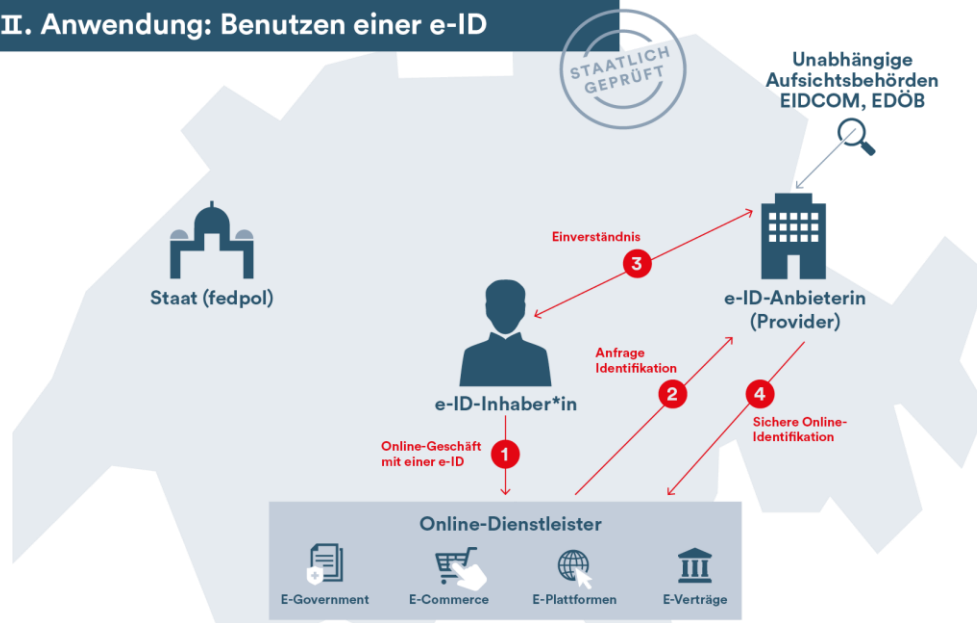 II. Anwendung: Benutzen einer e-ID
STAATLICH
GEPRÜFT
Unabhängige
Aufsichtsbehörden
EIDCOM, EDÖB
Staat (fedpol)
Einverständnis
3
e-ID-Anbieterin
(Provider)
e-ID-Inhaber*in
Anfrage
Identifikation
2
4
Sichere Online-
Identifikation
Online-Geschäft
mit einer e-ID
1
Online-Dienstleister
E-Government
E-Commerce
E-Plattformen
E-Verträge